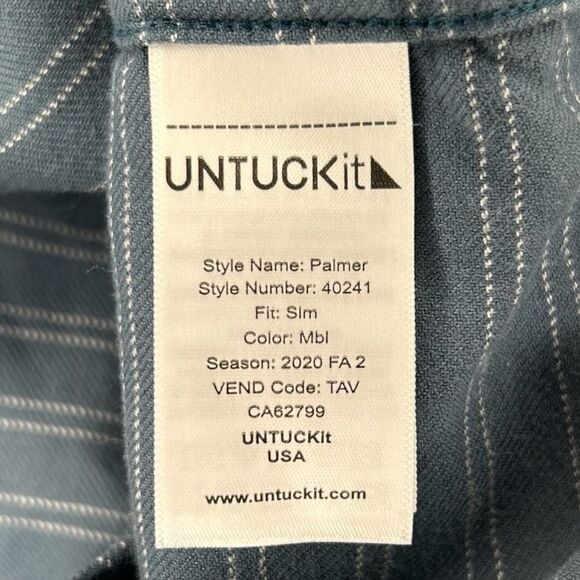 UNTUCKit
Style Name: Palmer
Style Number: 40241
Fit: Slm
Color: Mbl
Season: 2020 FA 2
VEND Code: TAV
CA62799
UNTUCKit
USA
www.untuckit.com